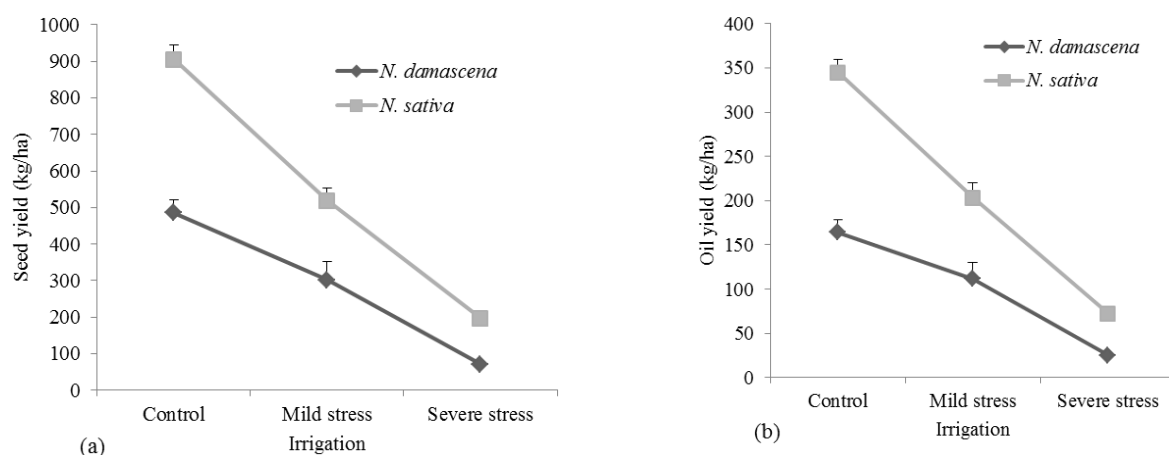 1000
900
800
700
600
500
400
300
200
100
0
Seed yield (kg/ha)
N. damascena
N. sativa
Control
Mild stress
Severe stress
Irrigation
(a)
400
350
300
250
200
150
100
50
0
Oil yield (kg/ha)
N. damascena
N. sativa
Control
Mild stress
Severe stress
Irrigation
(b)